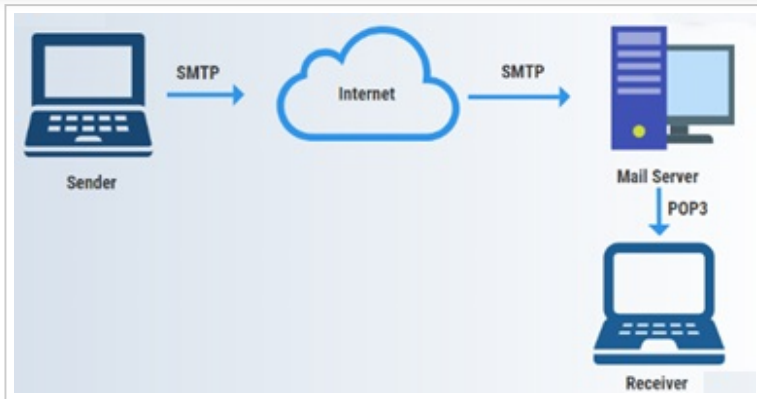 SMTP
SMTP
Internet
Sender
Mail Server
POP3
Receiver